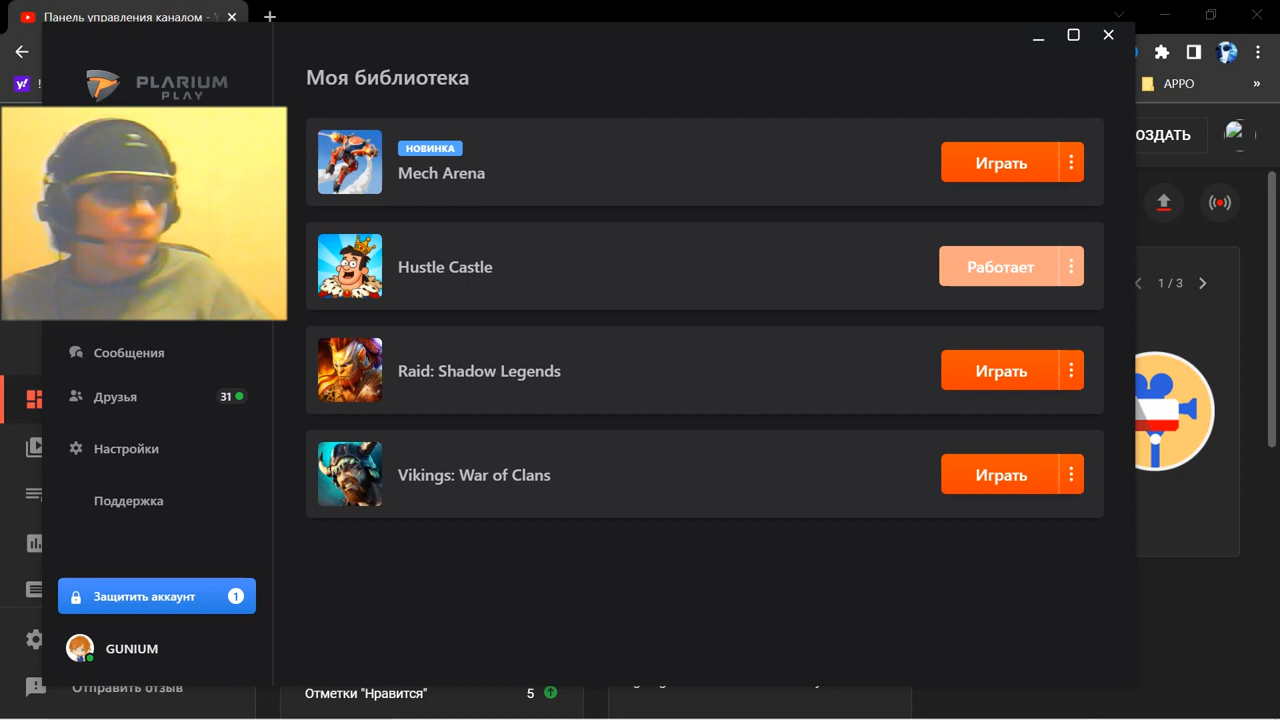 Панель управления каналом -
y!
APPO
»
PLARIUM
PLAY
Моя библиотека
НОВИНКА
Mech Arena
Играть
ОЗДАТЬ
Hustle Castle
Работает
1 / 3
Raid: Shadow Legends
Играть
Vikings: War of Clans
Играть
Сообщения
Друзья 31
Настройки
Поддержка
Защитить аккаунт 1
GUNIUM
Отправить отзыв
Отметки "Нравится" 5